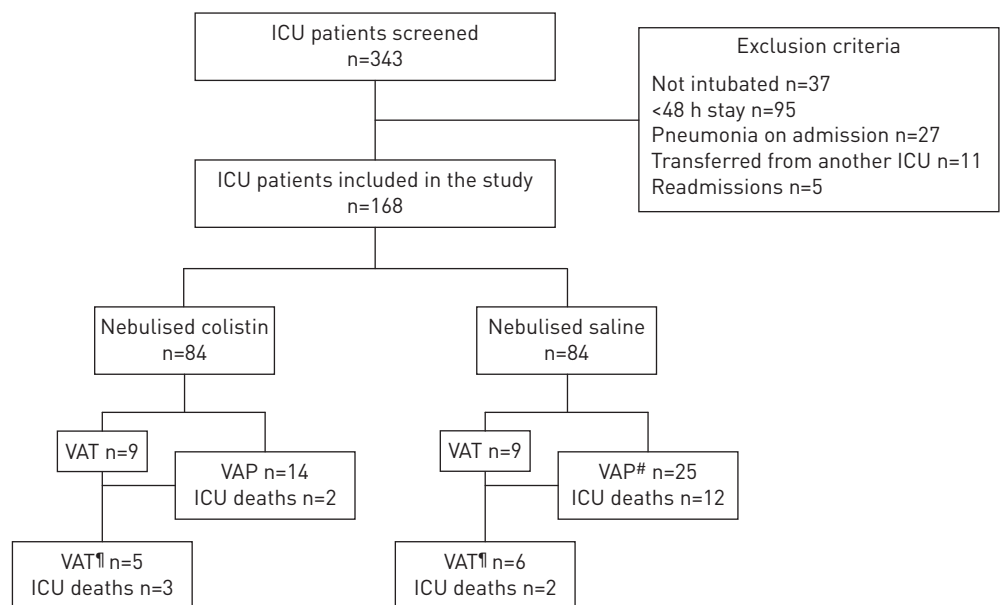 ICU patients screened
n=343
Exclusion criteria
Not intubated n=37
<48 h stay n=95
Pneumonia on admission n=27
Transferred from another ICU n=11
Readmissions n=5
ICU patients included in the study
n=168
Nebulised colistin
n=84
Nebulised saline
n=84
VAT n=9
VAP n=14
ICU deaths n=2
VAT n=9
VAP# n=25
ICU deaths n=12
VAT¶ n=5
ICU deaths n=3
VAT¶ n=6
ICU deaths n=2